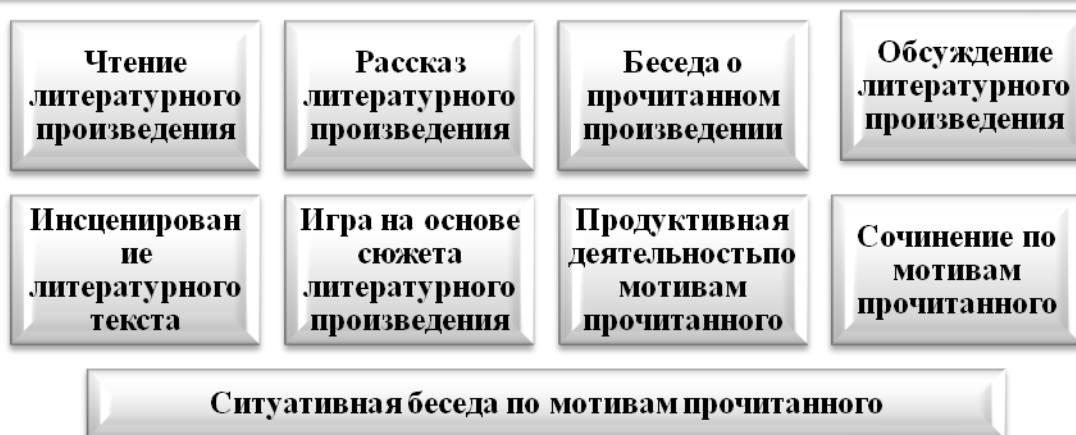 Чтение
литературного
произведения
Рассказ
литературного
произведения
Беседа о
прочитанном
произведении
Обсуждение
литературного
произведения
Инсценирован
ие
литературного
текста
Игра на основе
сюжета
литературного
произведения
Продуктивная
деятельностьпо
мотивам
прочитанного
Сочинение по
мотивам
прочитанного
Ситуативная беседа по мотивам прочитанного